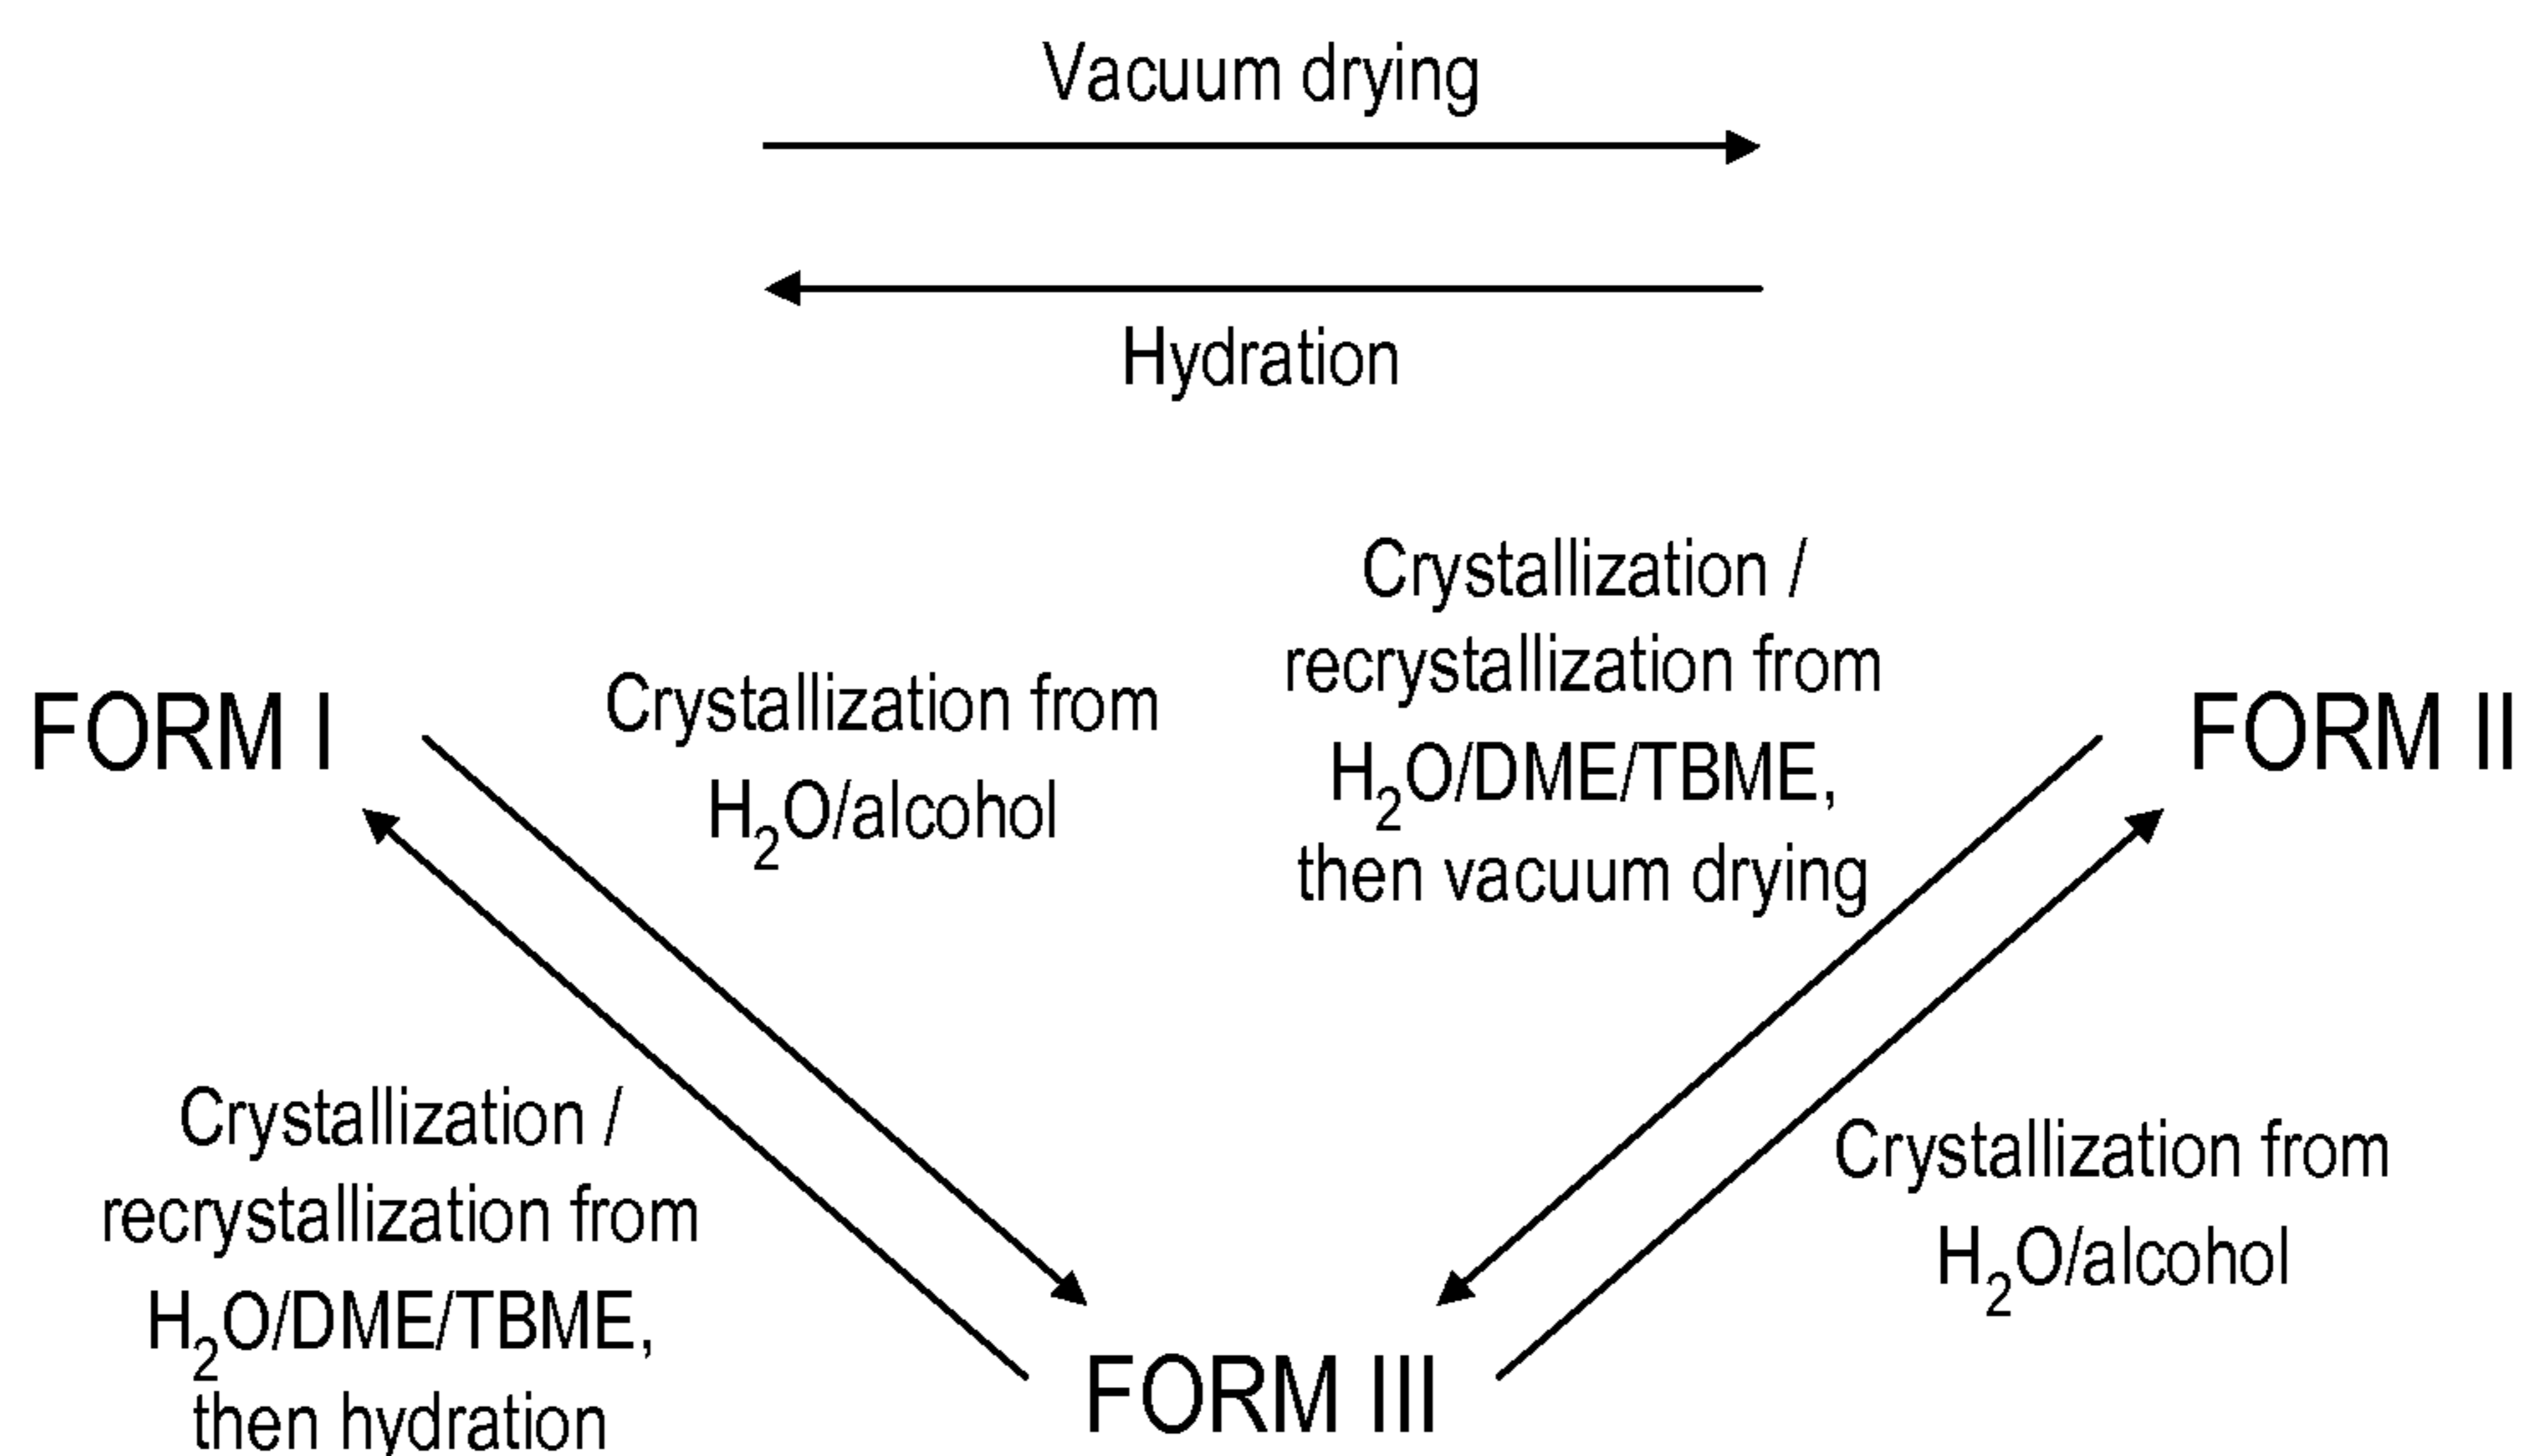 Vacuum drying
Hydration
FORM I
Crystallization from
H₂O/alcohol
Crystallization /
recrystallization from
H₂O/DME/TBME,
then vacuum drying
FORM II
Crystallization /
recrystallization from
H₂O/DME/TBME,
then hydration
Crystallization from
H₂O/alcohol
FORM III